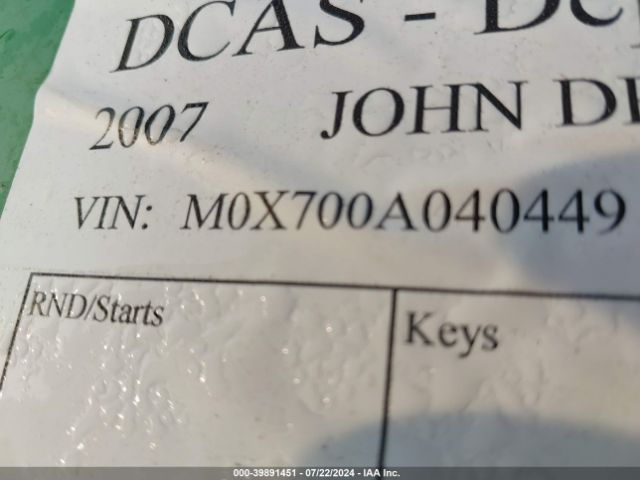 DCAS -
2007 JOHN
VIN: M0X700A040449
RND/Starts
Keys
000-39891451 - 07/22/2024 - IAA Inc.